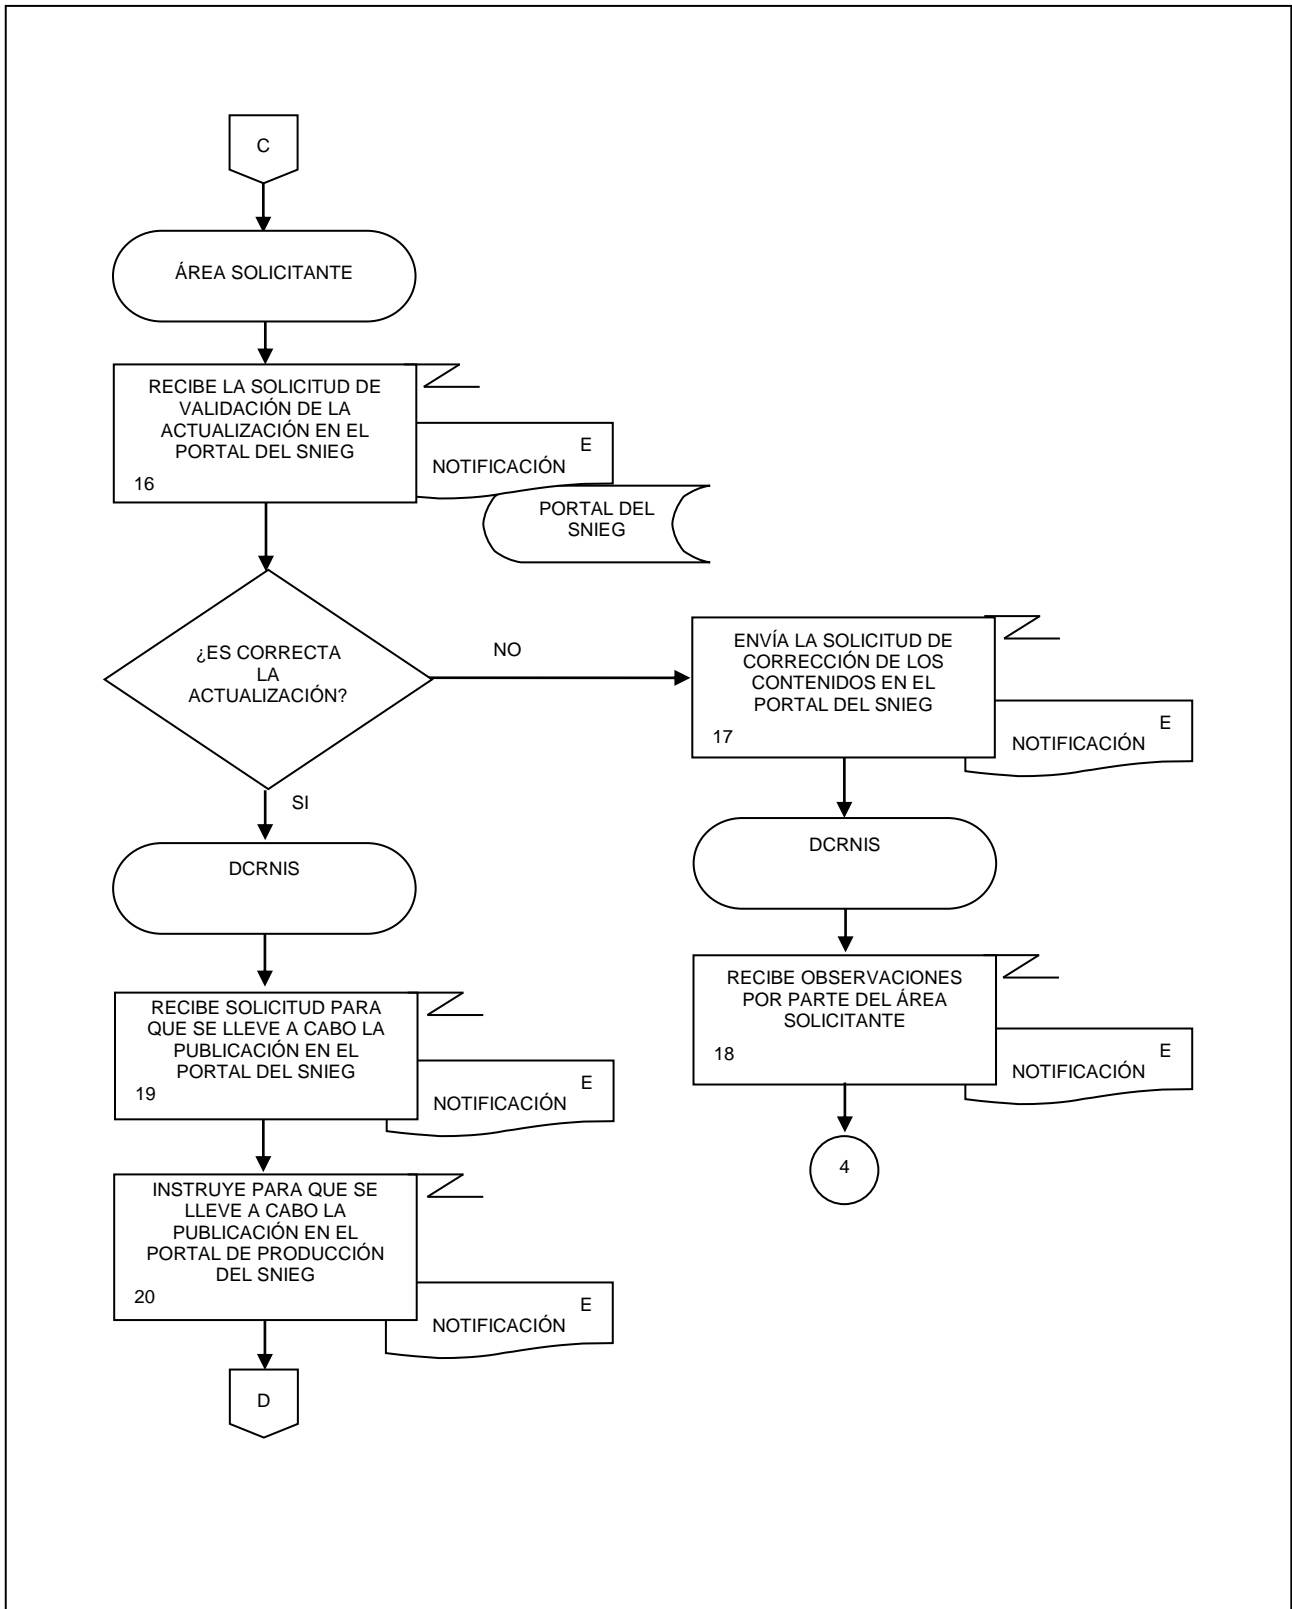 C
ÁREA SOLICITANTE
RECIBE LA SOLICITUD DE
VALIDACIÓN DE LA
ACTUALIZACIÓN EN EL
PORTAL DEL SNIEG
16
E
NOTIFICACIÓN
PORTAL DEL
SNIEG
¿ES CORRECTA
LA
ACTUALIZACIÓN?
NO
SI
ENVÍA LA SOLICITUD DE
CORRECCIÓN DE LOS
CONTENIDOS EN EL
PORTAL DEL SNIEG
17
E
NOTIFICACIÓN
DCRNIS
RECIBE OBSERVACIONES
POR PARTE DEL ÁREA
SOLICITANTE
18
E
NOTIFICACIÓN
4
DCRNIS
RECIBE SOLICITUD PARA
QUE SE LLEVE A CABO LA
PUBLICACIÓN EN EL
PORTAL DEL SNIEG
19
E
NOTIFICACIÓN
INSTRUYE PARA QUE SE
LLEVE A CABO LA
PUBLICACIÓN EN EL
PORTAL DE PRODUCCIÓN
DEL SNIEG
20
E
NOTIFICACIÓN
D